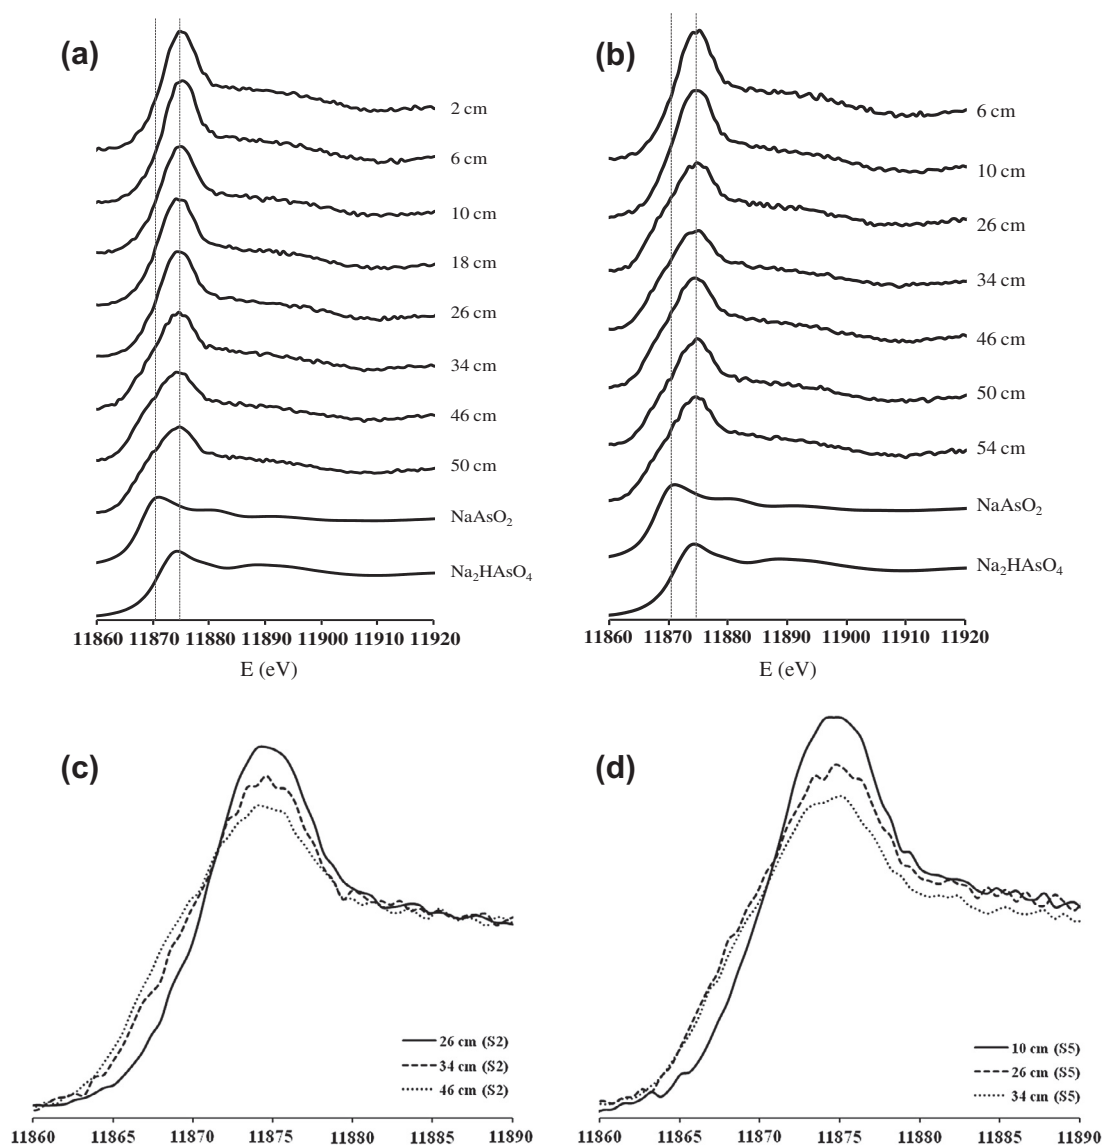 (a)
2 cm
6 cm
10 cm
18 cm
26 cm
34 cm
46 cm
50 cm
NaAsO₂
Na₂HAsO₄
11860 11870 11880 11890 11900 11910 11920
E (eV)
(b)
6 cm
10 cm
26 cm
34 cm
46 cm
50 cm
54 cm
NaAsO₂
Na₂HAsO₄
11860 11870 11880 11890 11900 11910 11920
E (eV)
(c)
26 cm (S2)
34 cm (S2)
46 cm (S2)
11860 11865 11870 11875 11880 11885 11890
(d)
10 cm (S5)
26 cm (S5)
34 cm (S5)
11860 11865 11870 11875 11880 11885 11890